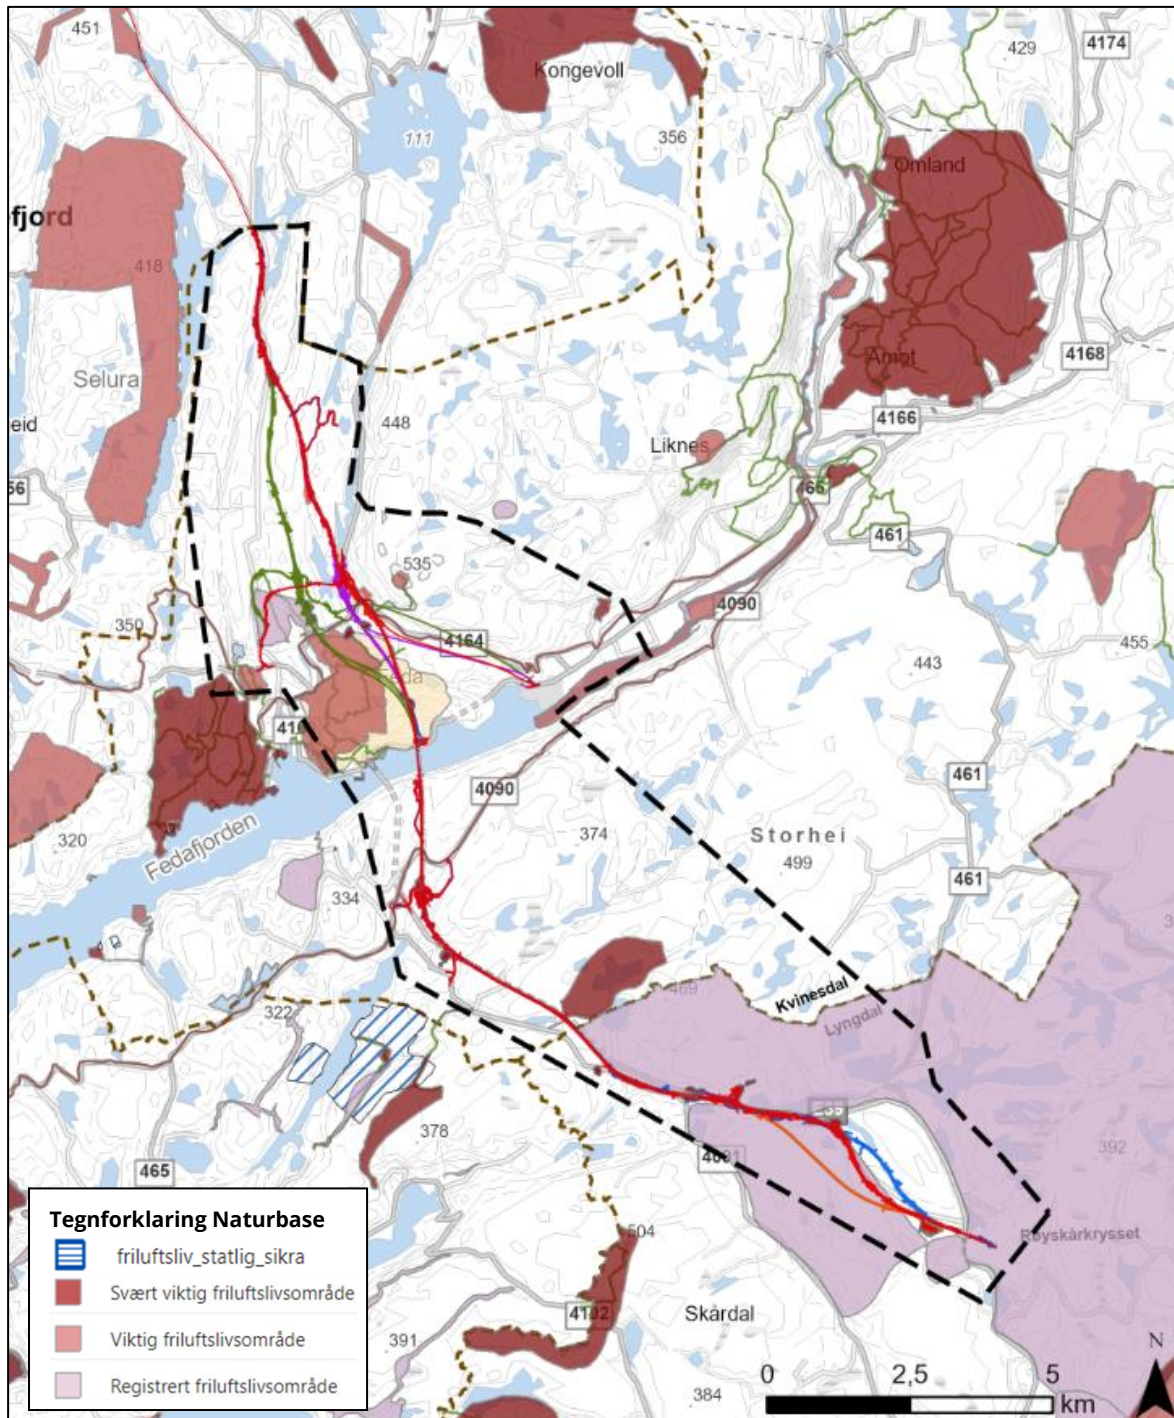 451
Kongevoll
429
4174
111
356
Omland
fjord
418
Åmot
4168
Selura
eid
448
4166
Liknes
56
465
461
535
4090
350
4164
455
443
4090
461
320
374
Storhei
Fedafjorden
499
461
334
469
Kvinesdal
Lyngdal
322
378
392
465
504
Røyskårkrysset
4102
Skårdal
391
384
Tegnforklaring Naturbase
friluftsliv_statlig_sikra
Svært viktig friluftslivsområde
Viktig friluftslivsområde
Registrert friluftslivsområde
N
0 2,5 5
km